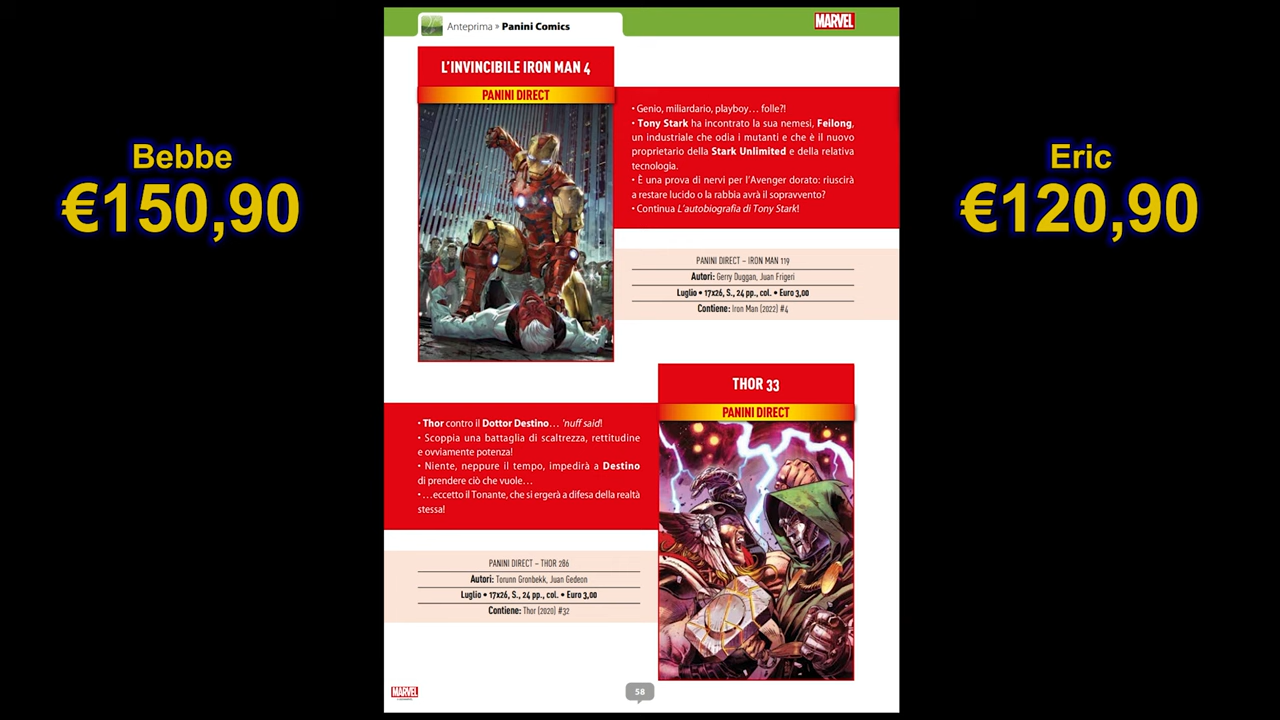 Anteprima » Panini Comics
MARVEL
Bebbe
€150,90
Eric
€120,90
L'INVINCIBILE IRON MAN 4
PANINI DIRECT
• Genio, miliardario, playboy… folle?!
• Tony Stark ha incontrato la sua nemesi, Feilong,
un industriale che odia i mutanti e che è il nuovo
proprietario della Stark Unlimited e della relativa
tecnologia.
• È una prova di nervi per l'Avenger dorato: riuscirà
a restare lucido o la rabbia avrà il sopravvento?
• Continua L'autobiografia di Tony Stark!
PANINI DIRECT – IRON MAN 119
Autori: Gerry Duggan, Juan Frigeri
Luglio • 17x26, S., 24 pp., col. • Euro 3,00
Contiene: Iron Man (2022) #4
THOR 33
PANINI DIRECT
• Thor contro il Dottor Destino… 'nuff said!
• Scoppia una battaglia di scaltrezza, rettitudine
e ovviamente potenza!
• Niente, neppure il tempo, impedirà a Destino
di prendere ciò che vuole…
• …eccetto il Tonante, che si ergerà a difesa della realtà
stessa!
PANINI DIRECT – THOR 286
Autori: Torunn Gronbekk, Juan Gedeon
Luglio • 17x26, S., 24 pp., col. • Euro 3,00
Contiene: Thor (2020) #32
MARVEL
58